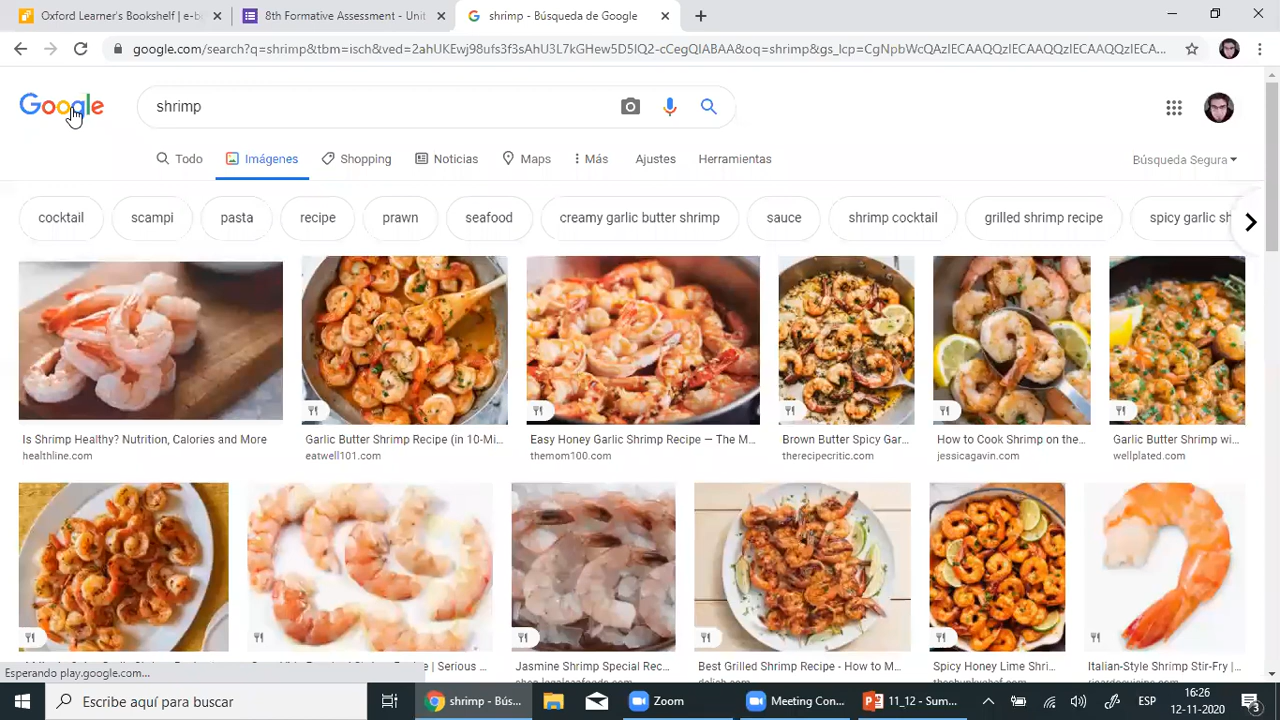 Oxford Learner's Bookshelf | e-b
8th Formative Assessment - Unit
shrimp - Búsqueda de Google
google.com/search?q=shrimp&tbm=isch&ved=2ahUKEwj98ufs3f3sAhU3L7kGHew5D5IQ2-cCegQIABAA&oq=shrimp&gs_lcp=CgNpbWcQAzIECAAQQzIECAAQQzIECAAQQzIECAAQQzIECAAQQ...
Google
shrimp
Todo
Imágenes
Shopping
Noticias
Maps
Más
Ajustes
Herramientas
Búsqueda Segura
cocktail
scampi
pasta
recipe
prawn
seafood
creamy garlic butter shrimp
sauce
shrimp cocktail
grilled shrimp recipe
spicy garlic sh
Is Shrimp Healthy? Nutrition, Calories and More
healthline.com
Garlic Butter Shrimp Recipe (in 10-Mi...
eatwell101.com
Easy Honey Garlic Shrimp Recipe — The M...
themom100.com
Brown Butter Spicy Gar...
therecipecritic.com
How to Cook Shrimp on the...
jessicagavin.com
Garlic Butter Shrimp wi...
wellplated.com
| Serious ...
Jasmine Shrimp Special Rec...
Best Grilled Shrimp Recipe - How to M...
delish.com
Spicy Honey Lime Shri...
Italian-Style Shrimp Stir-Fry |...
Esperando play.google.com...
Escribe aquí para buscar
shrimp - Bús...
Zoom
Meeting Con...
11_12 - Sum...
ESP
16:26
12-11-2020
3